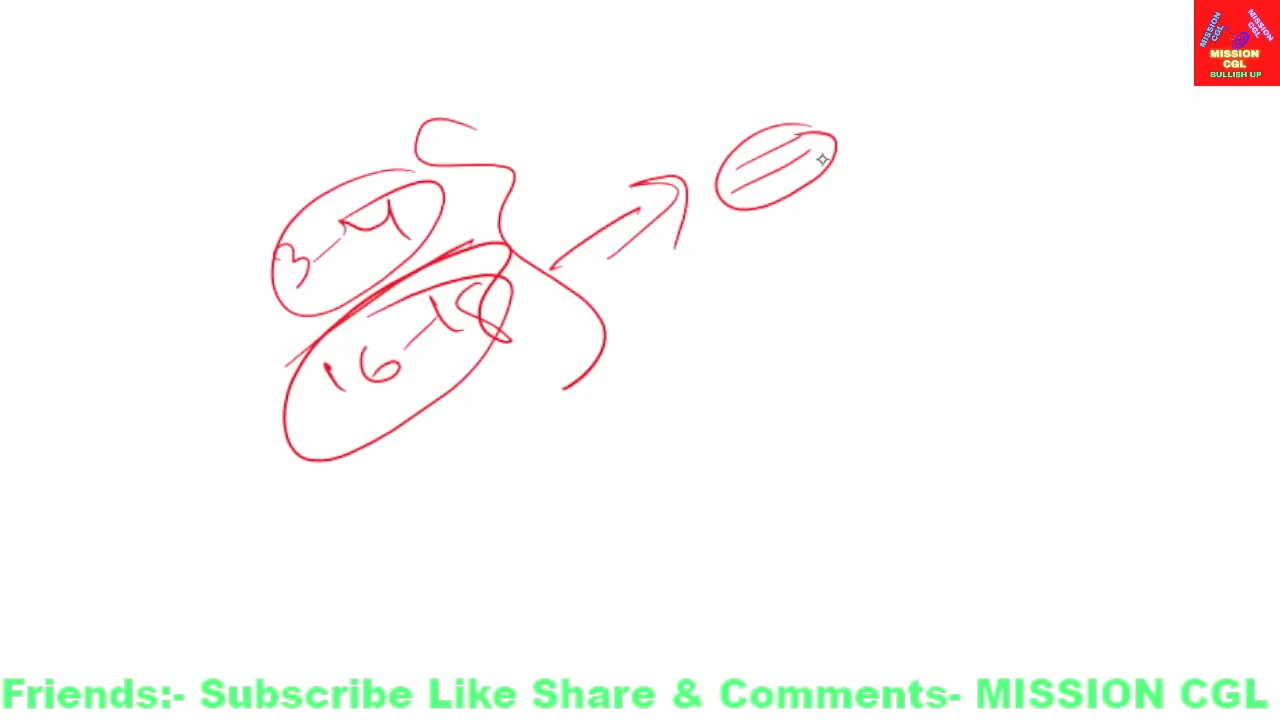 MISSION CGL
MISSION CGL
MISSION
CGL
BULLISH UP
3-4
16-18
Friends:- Subscribe Like Share & Comments- MISSION CGL